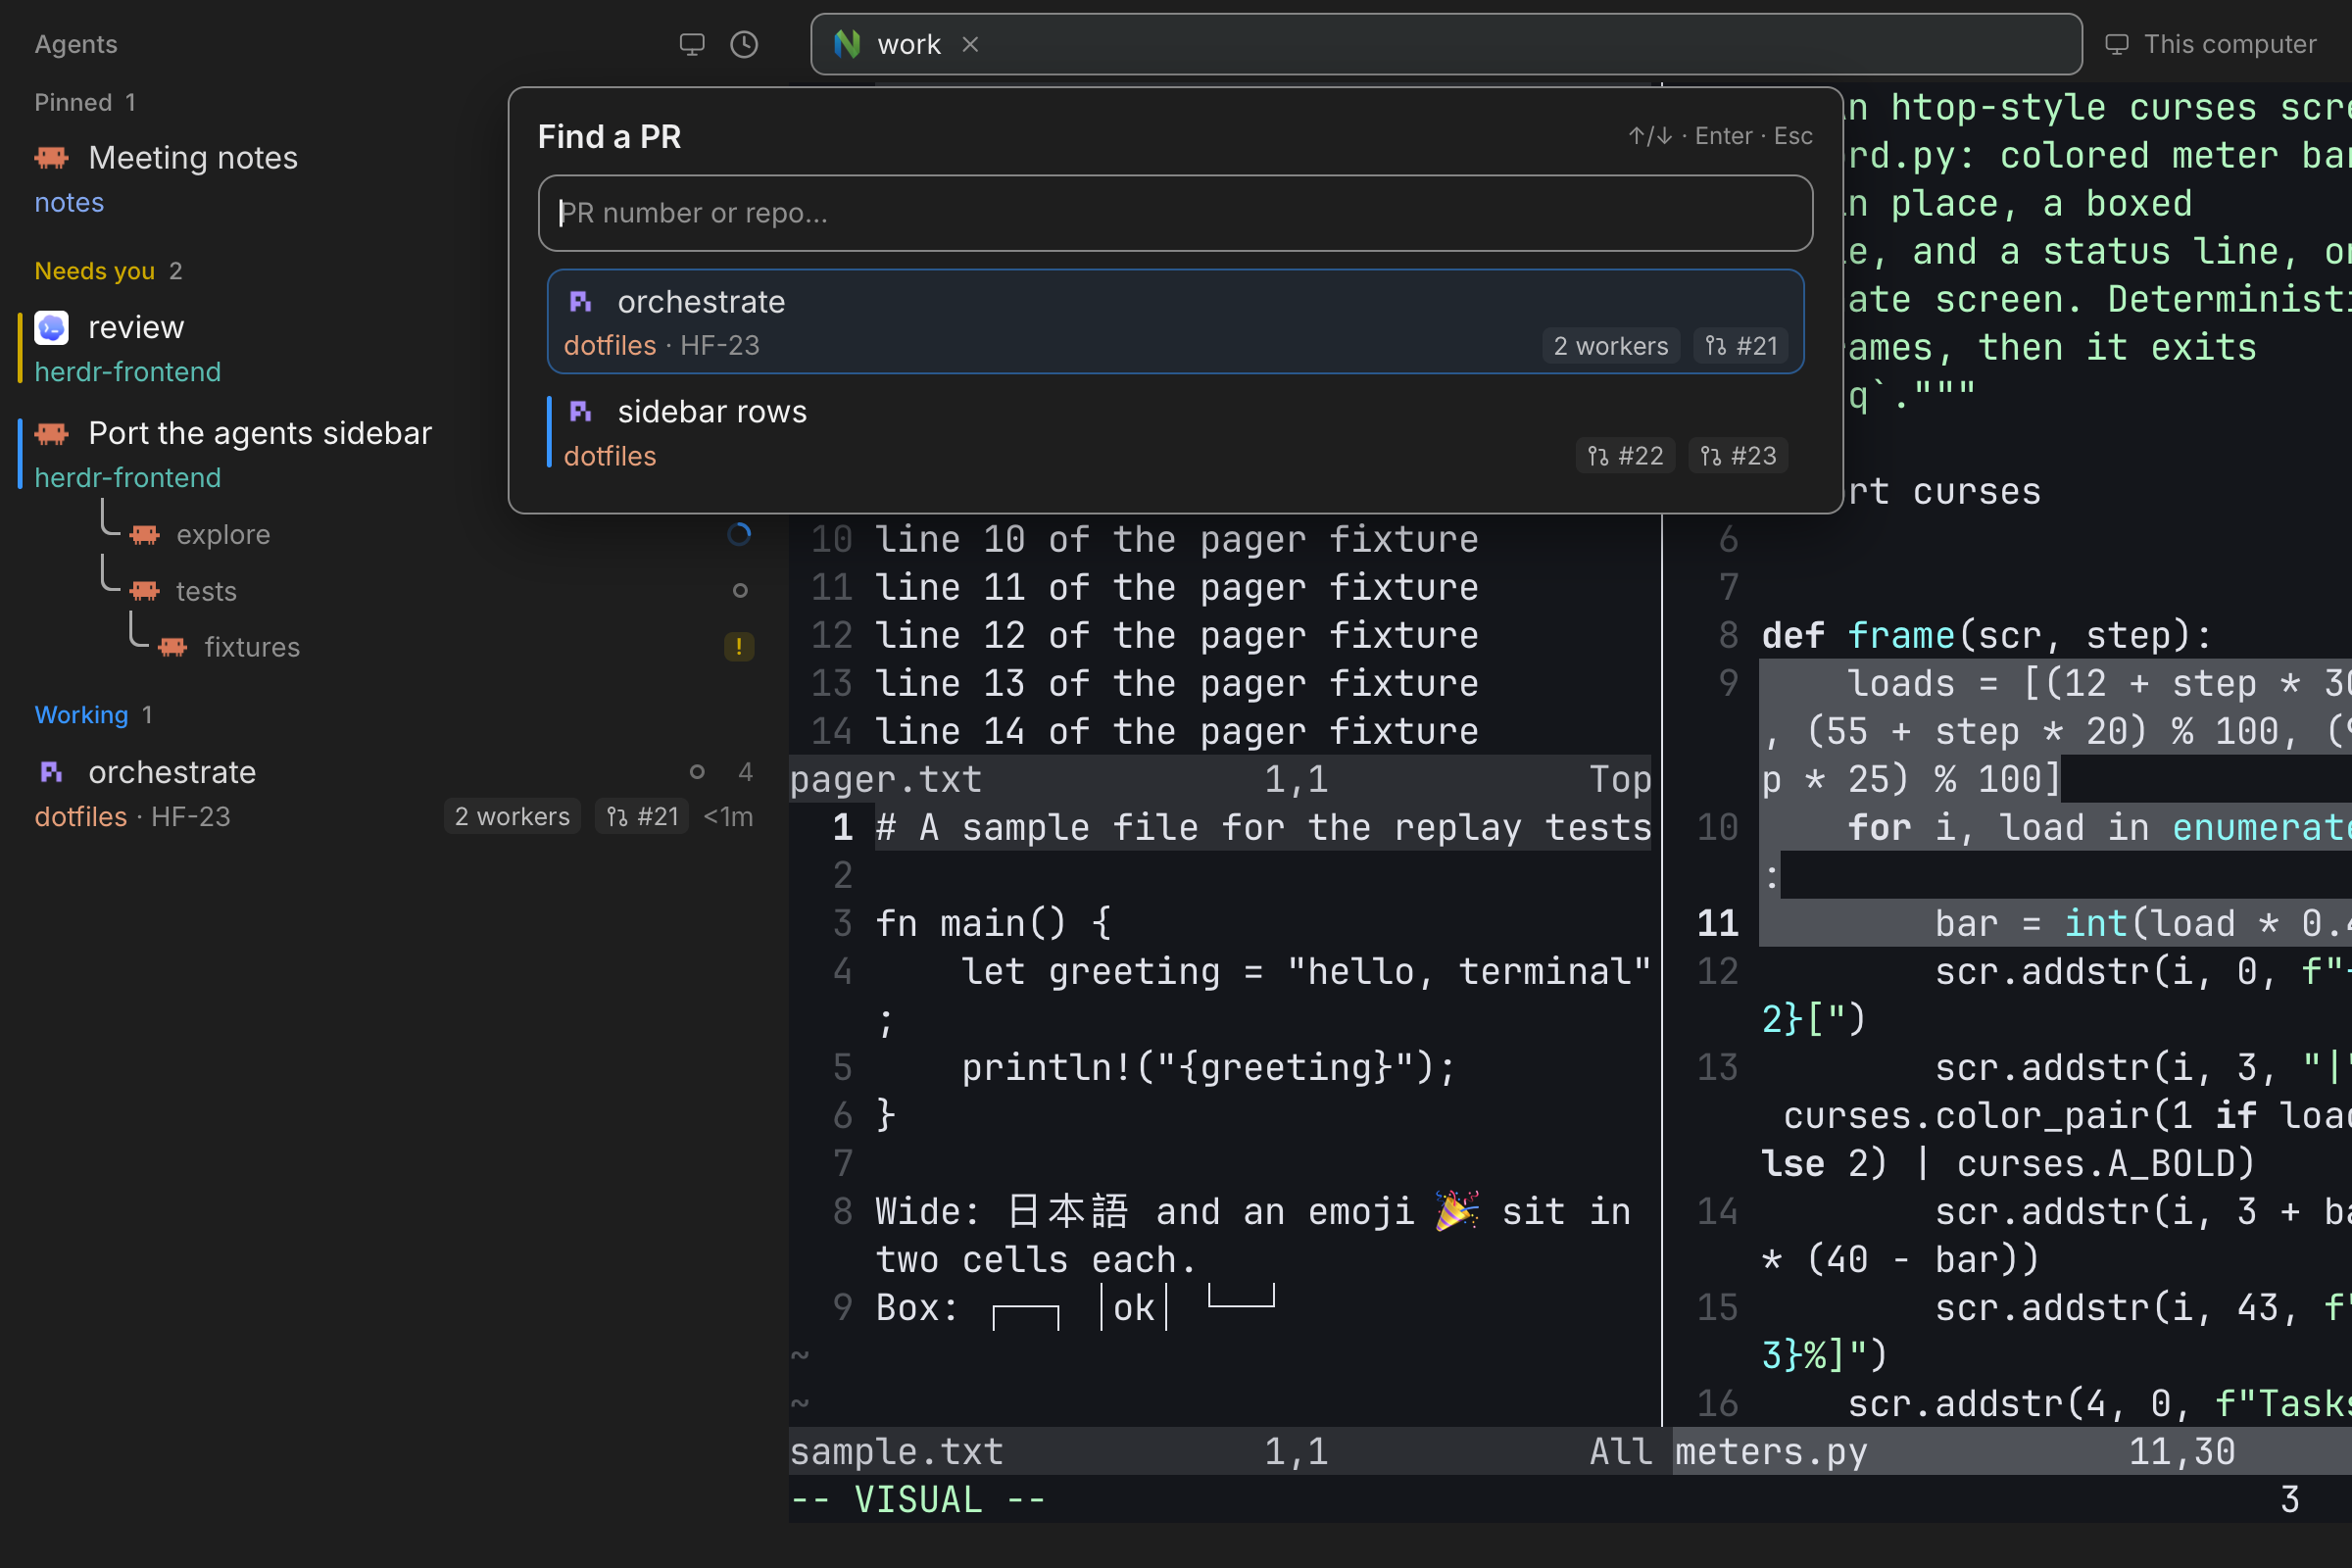 Agents
Pinned 1
Meeting notes
notes
Needs you 2
review
herdr-frontend
Port the agents sidebar
herdr-frontend
explore
tests
fixtures
!
Working 1
orchestrate 4
dotfiles · HF-23 2 workers #21 <1m
work ×
This computer
Find a PR
↑/↓ · Enter · Esc
PR number or repo...
orchestrate
dotfiles · HF-23 2 workers #21
sidebar rows
dotfiles #22 #23
10 line 10 of the pager fixture
11 line 11 of the pager fixture
12 line 12 of the pager fixture
13 line 13 of the pager fixture
14 line 14 of the pager fixture
pager.txt 1,1 Top
1 # A sample file for the replay tests
2
3 fn main() {
4 let greeting = "hello, terminal"
;
5 println!("{greeting}");
6 }
7
8 Wide: 日本語 and an emoji 🎉 sit in
two cells each.
9 Box: ┌──┐ │ok│ └──┘
~
~
sample.txt 1,1 All
-- VISUAL -- 3
htop-style curses
rd.py: colored meter
place, a boxed
e, and a status line,
ate screen.
ames, then it exits
q`."""
rt curses
6
7
8 def frame(scr, step):
9 loads = [(12 + step * 30
, (55 + step * 20) % 100, (
p * 25) % 100]
10 for i, load in enumerate
:
11 bar = int(load * 0.4
12 scr.addstr(i, 0, f"
2}[")
13 scr.addstr(i, 3, "|"
curses.color_pair(1 if
lse 2) | curses.A_BOLD)
14 scr.addstr(i, 3 +
* (40 - bar))
15 scr.addstr(i, 43, f"
3}%]")
16 scr.addstr(4, 0, f"Tasks
meters.py 11,30